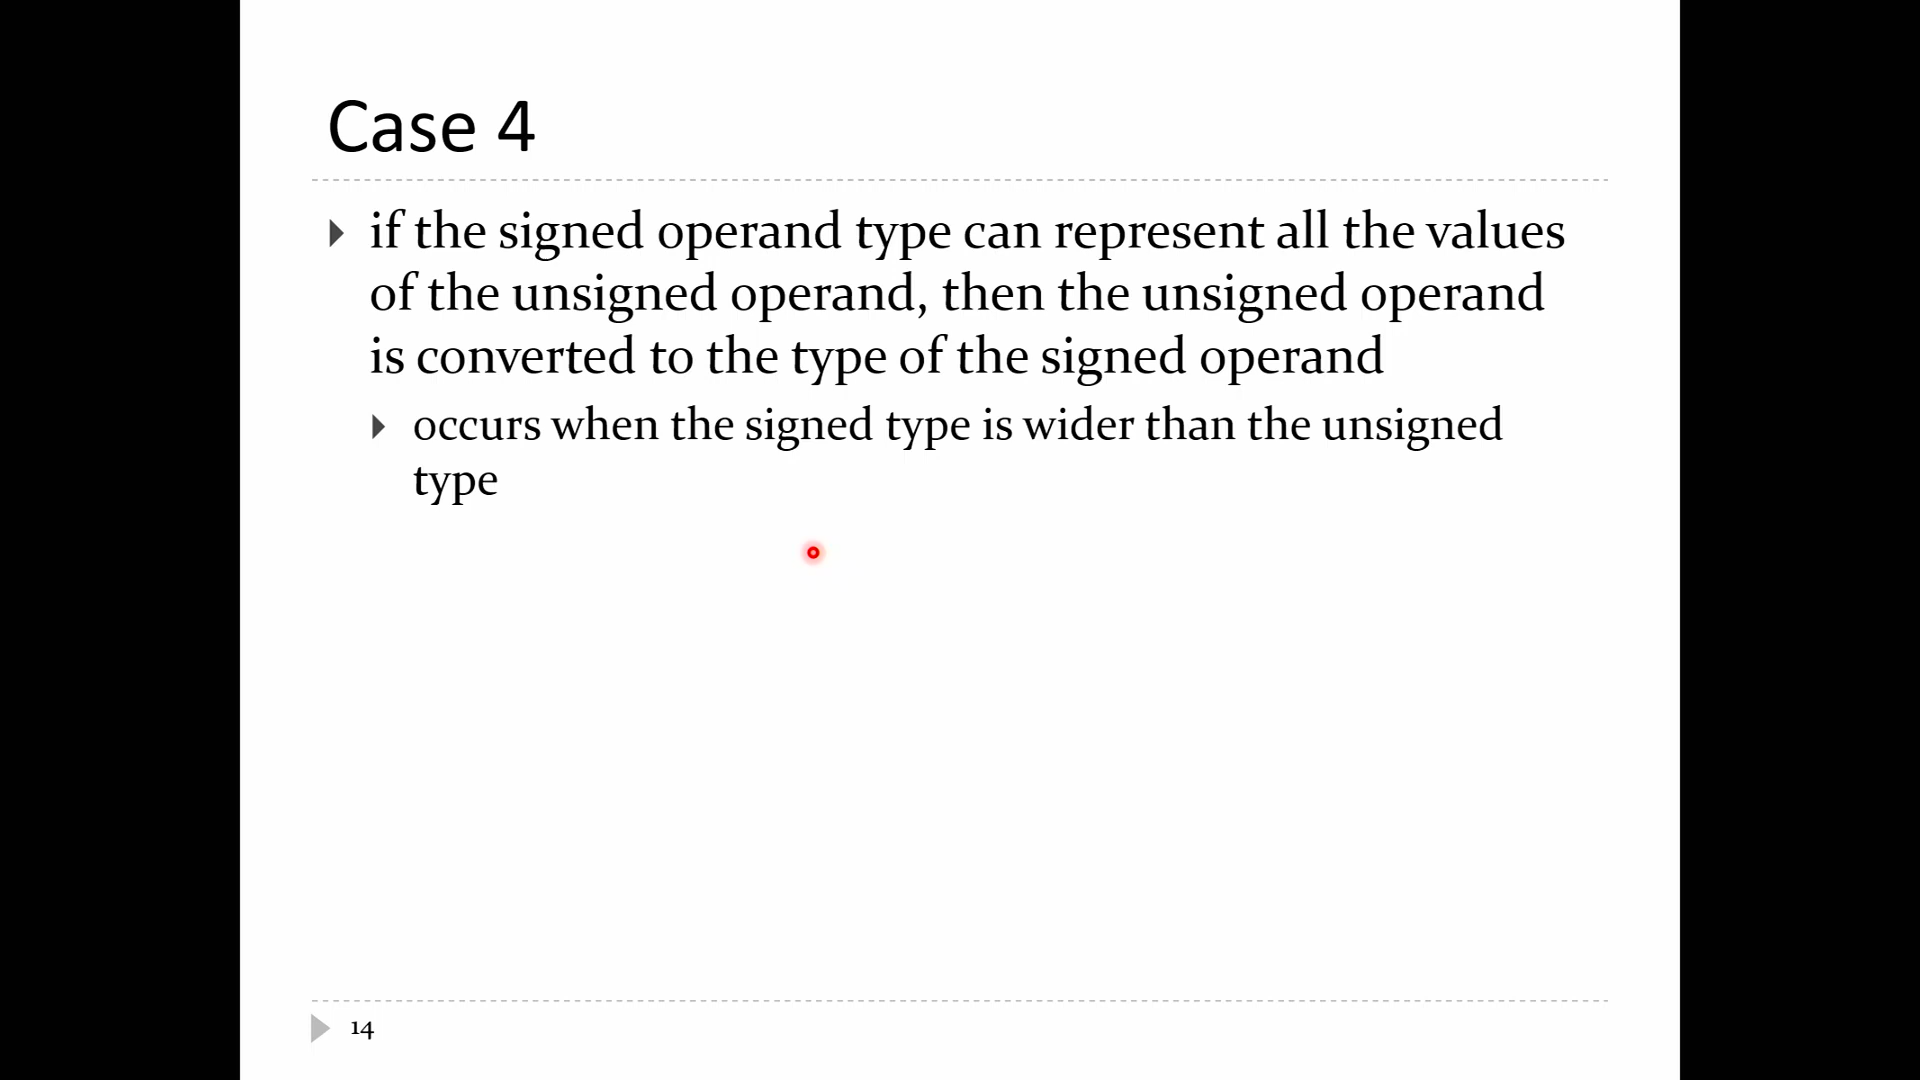 Case 4
if the signed operand type can represent all the values
of the unsigned operand, then the unsigned operand
is converted to the type of the signed operand
occurs when the signed type is wider than the unsigned
type
14